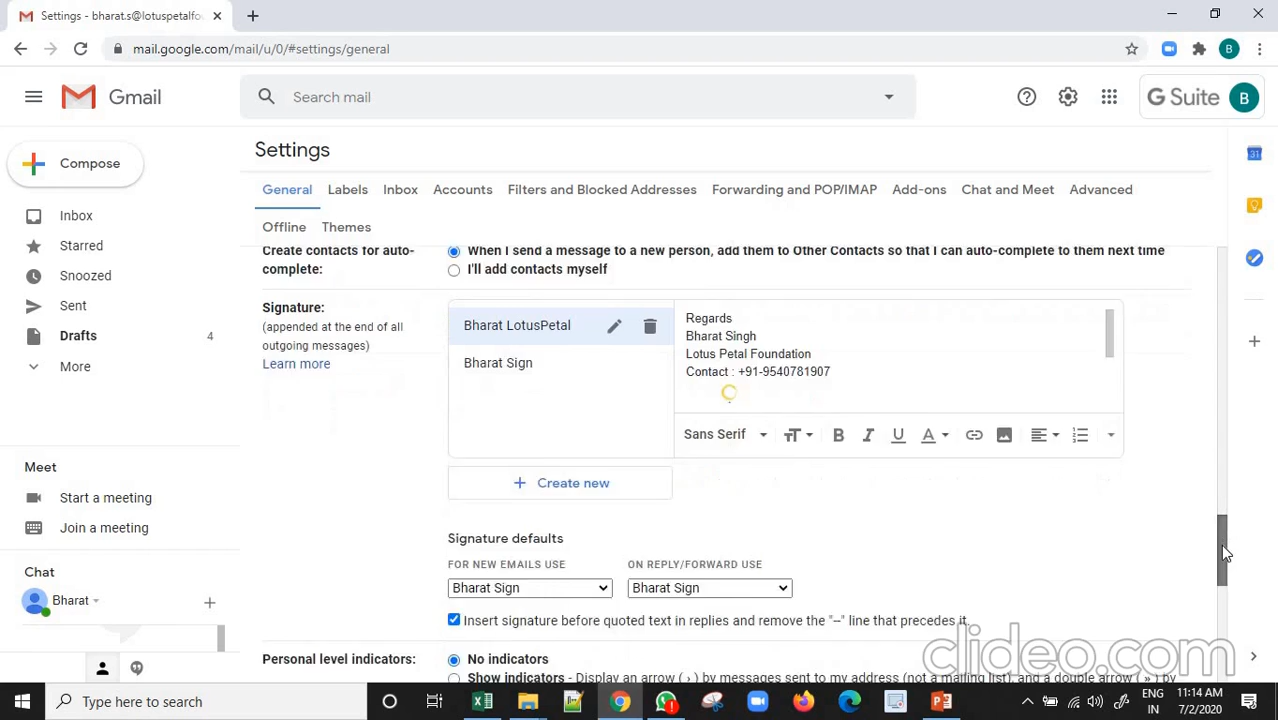 Settings - bharat.s@lotuspetalfou
mail.google.com/mail/u/0/#settings/general
B
Gmail
Search mail
G Suite
B
Compose
Settings
31
General
Labels
Inbox
Accounts
Filters and Blocked Addresses
Forwarding and POP/IMAP
Add-ons
Chat and Meet
Advanced
Offline
Themes
Inbox
Starred
Snoozed
Sent
Drafts
4
More
Create contacts for auto-
complete:
When I send a message to a new person, add them to Other Contacts so that I can auto-complete to them next time
I'll add contacts myself
Signature:
(appended at the end of all
outgoing messages)
Learn more
Bharat LotusPetal
Bharat Sign
Regards
Bharat Singh
Lotus Petal Foundation
Contact : +91-9540781907
Sans Serif
Create new
Signature defaults
FOR NEW EMAILS USE
ON REPLY/FORWARD USE
Bharat Sign
Bharat Sign
Insert signature before quoted text in replies and remove the "--" line that precedes it.
Personal level indicators:
No indicators
Show indicators - Display an arrow ( › ) by messages sent to my address (not a mailing list), and a double arrow ( » ) by
Meet
Start a meeting
Join a meeting
Chat
Bharat
clideo.com
Type here to search
ENG
IN
11:14 AM
7/2/2020